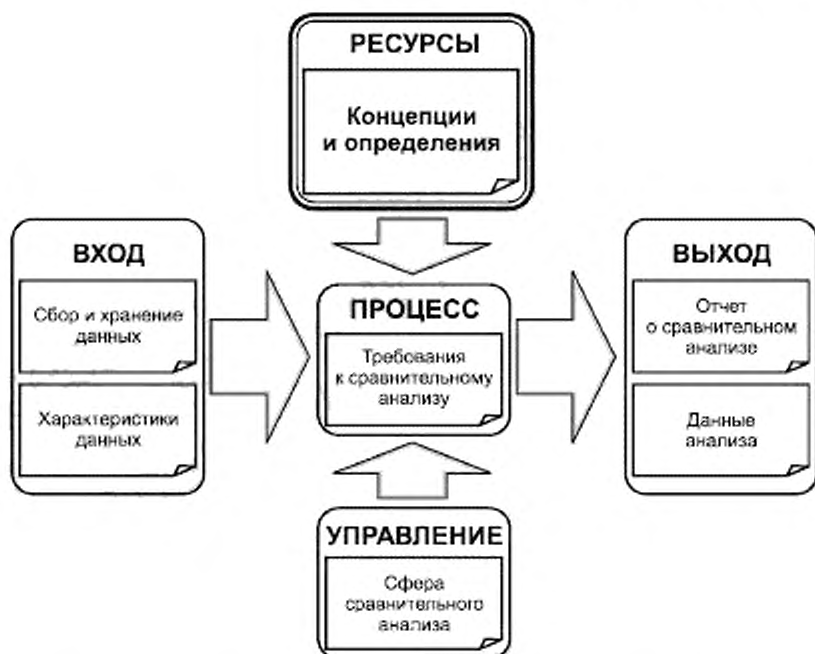 РЕСУРСЫ
Концепции
и определения
ВХОД
Сбор и хранение
данных
Характеристики
данных
ПРОЦЕСС
Требования
к сравнительному
анализу
ВЫХОД
Отчет
о сравнительном
анализе
Данные
анализа
УПРАВЛЕНИЕ
Сфера
сравнительного
анализа